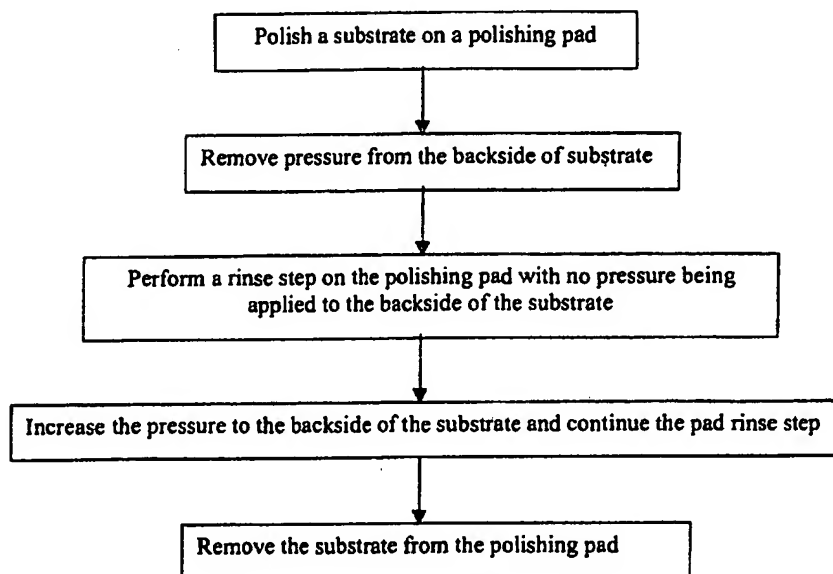 Polish a substrate on a polishing pad
Remove pressure from the backside of substrate
Perform a rinse step on the polishing pad with no pressure being
applied to the backside of the substrate
Increase the pressure to the backside of the substrate and continue the pad rinse step
Remove the substrate from the polishing pad